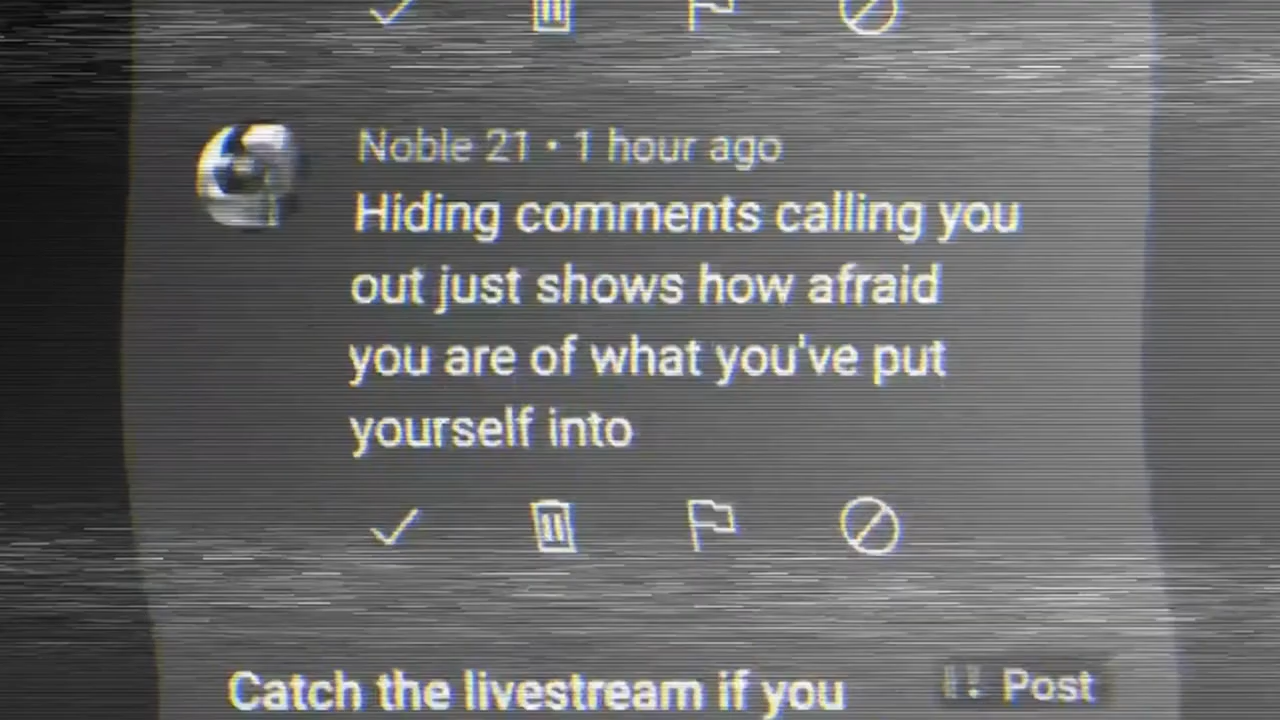 Noble 21 • 1 hour ago
Hiding comments calling you
out just shows how afraid
you are of what you've put
yourself into
Catch the livestream if you
Post